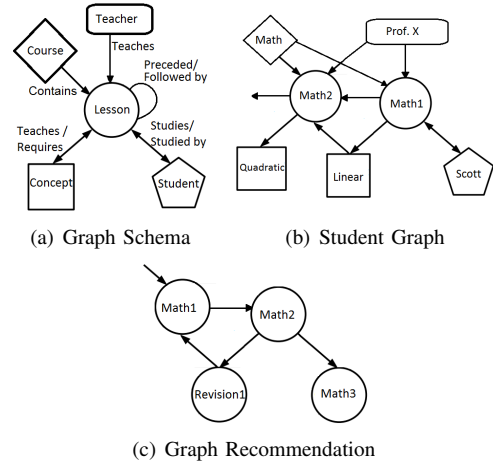 Teacher
Course
Teaches
Contains
Preceded/
Followed by
Lesson
Teaches /
Requires
Studies/
Studied by
Concept
Student
(a) Graph Schema
Math
Prof. X
Math2
Math1
Quadratic
Linear
Scott
(b) Student Graph
Math1
Math2
Revision1
Math3
(c) Graph Recommendation